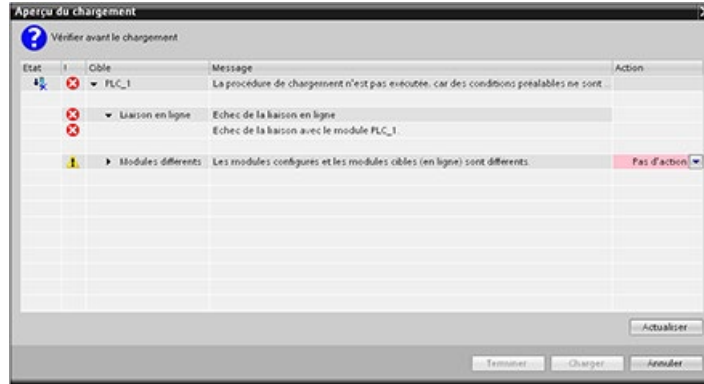 Aperçu du chargement
Vérifier avant le chargement
Etat ! Cible Message Action
PLC_1 La procédure de chargement n'est pas exécutée, car des conditions préalables ne sont ...
Liaison en ligne Echec de la liaison en ligne
Echec de la liaison avec le module PLC_1.
Modules différents Les modules configurés et les modules cibles (en ligne) sont différents. Pas d'action
Actualiser
Terminer Charger Annuler